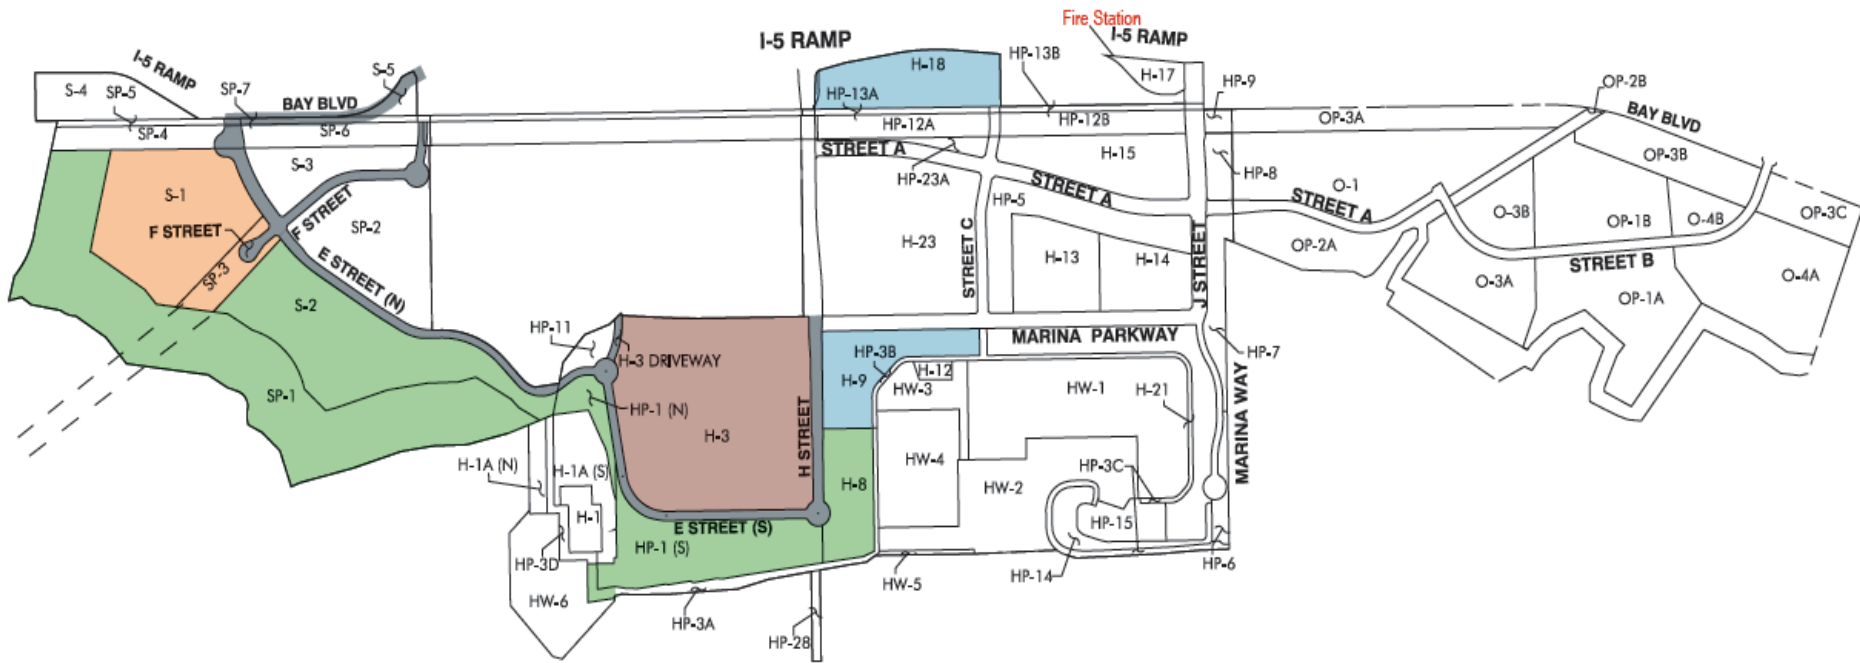 Fire Station
I-5 RAMP
I-5 RAMP
I-5 RAMP
HP-13B
H-18
H-17
S-5
S-4
SP-5
SP-7
BAY BLVD
HP-13A
HP-9
OP-2B
BAY BLVD
SP-4
SP-6
HP-12A
HP-12B
OP-3A
S-3
STREET A
H-15
OP-3B
HP-23A
HP-8
S-1
F STREET
STREET A
HP-5
STREET A
O-1
O-3B
OP-1B
O-4B
OP-3C
F STREET
SP-2
H-23
STREET C
H-13
H-14
J STREET
OP-2A
STREET B
SP-3
E STREET (N)
O-3A
OP-1A
O-4A
S-2
HP-11
H-3 DRIVEWAY
HP-3B
MARINA PARKWAY
HP-7
H-9
H-12
HW-3
HW-1
H-21
SP-1
HP-1 (N)
H-3
H STREET
MARINA WAY
H-1A (N)
H-1A (S)
H-8
HW-4
HP-3C
HW-2
H-1
E STREET (S)
HP-15
HP-3D
HP-1 (S)
HW-5
HP-14
HP-6
HW-6
HP-3A
HP-28